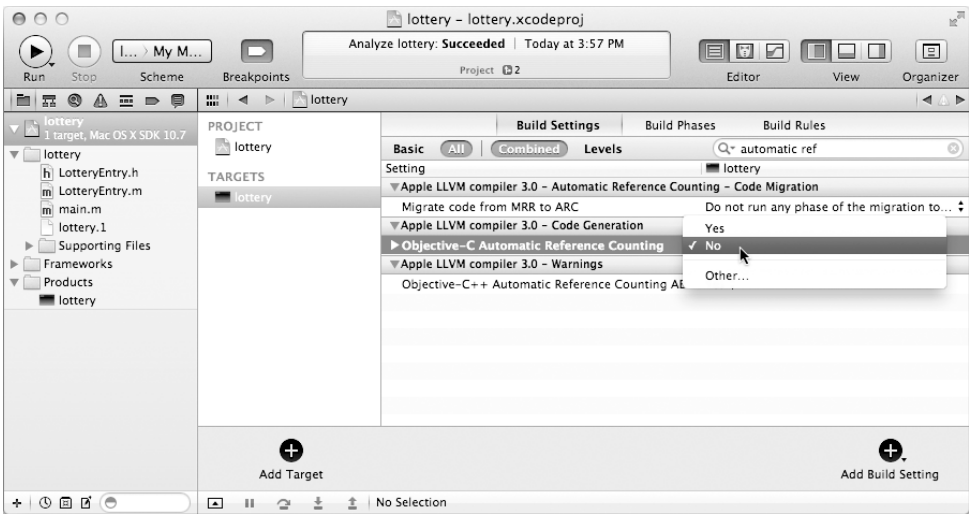 lottery – lottery.xcodeproj
Run Stop Scheme Breakpoints
l... My M...
Analyze lottery: Succeeded | Today at 3:57 PM
Project 2
Editor View Organizer
lottery
1 target, Mac OS X SDK 10.7
lottery
h LotteryEntry.h
m LotteryEntry.m
m main.m
lottery.1
Supporting Files
Frameworks
Products
lottery
lottery
PROJECT
lottery
TARGETS
lottery
Build Settings Build Phases Build Rules
Basic All Combined Levels automatic ref
Setting lottery
Apple LLVM compiler 3.0 – Automatic Reference Counting – Code Migration
Migrate code from MRR to ARC Do not run any phase of the migration to...
Apple LLVM compiler 3.0 – Code Generation
Objective-C Automatic Reference Counting
Apple LLVM compiler 3.0 – Warnings
Objective-C++ Automatic Reference Counting
Yes
✓ No
Other...
Add Target
Add Build Setting
No Selection